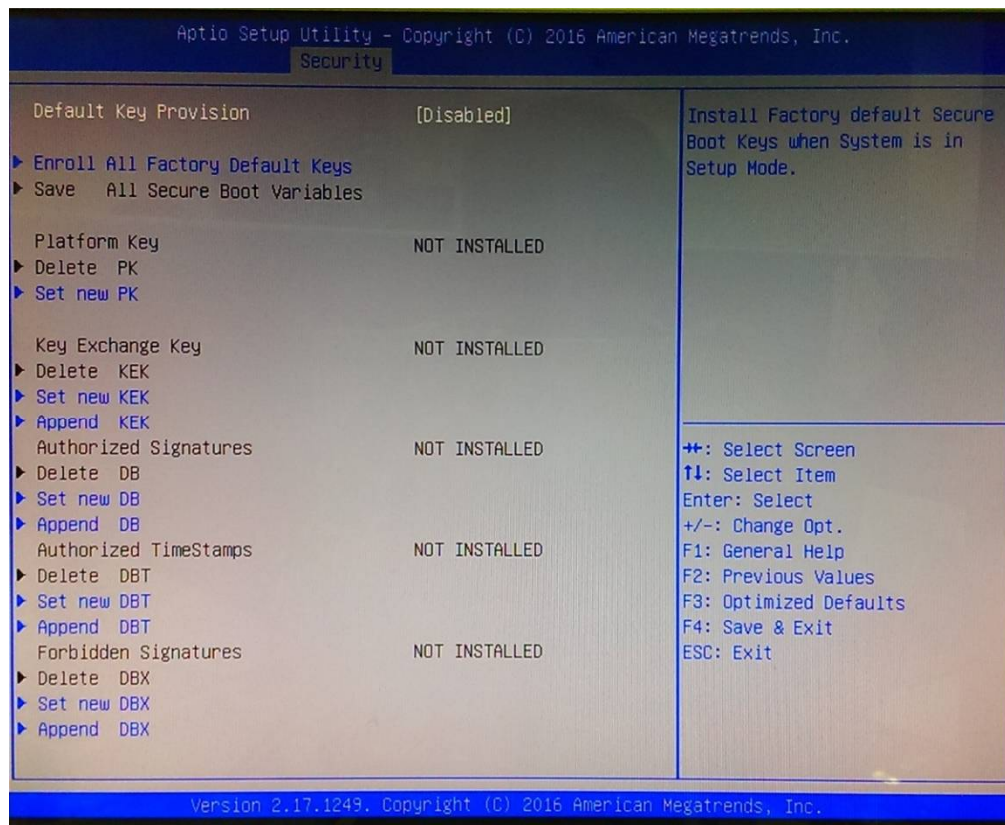 Aptio Setup Utility – Copyright (C) 2016 American Megatrends, Inc.
Security
Default Key Provision [Disabled]
Enroll All Factory Default Keys
Save All Secure Boot Variables
Platform Key NOT INSTALLED
Delete PK
Set new PK
Key Exchange Key NOT INSTALLED
Delete KEK
Set new KEK
Append KEK
Authorized Signatures NOT INSTALLED
Delete DB
Set new DB
Append DB
Authorized TimeStamps NOT INSTALLED
Delete DBT
Set new DBT
Append DBT
Forbidden Signatures NOT INSTALLED
Delete DBX
Set new DBX
Append DBX
Install Factory default Secure
Boot Keys when System is in
Setup Mode.
→←: Select Screen
↑↓: Select Item
Enter: Select
+/-: Change Opt.
F1: General Help
F2: Previous Values
F3: Optimized Defaults
F4: Save & Exit
ESC: Exit
Version 2.17.1249. Copyright (C) 2016 American Megatrends, Inc.